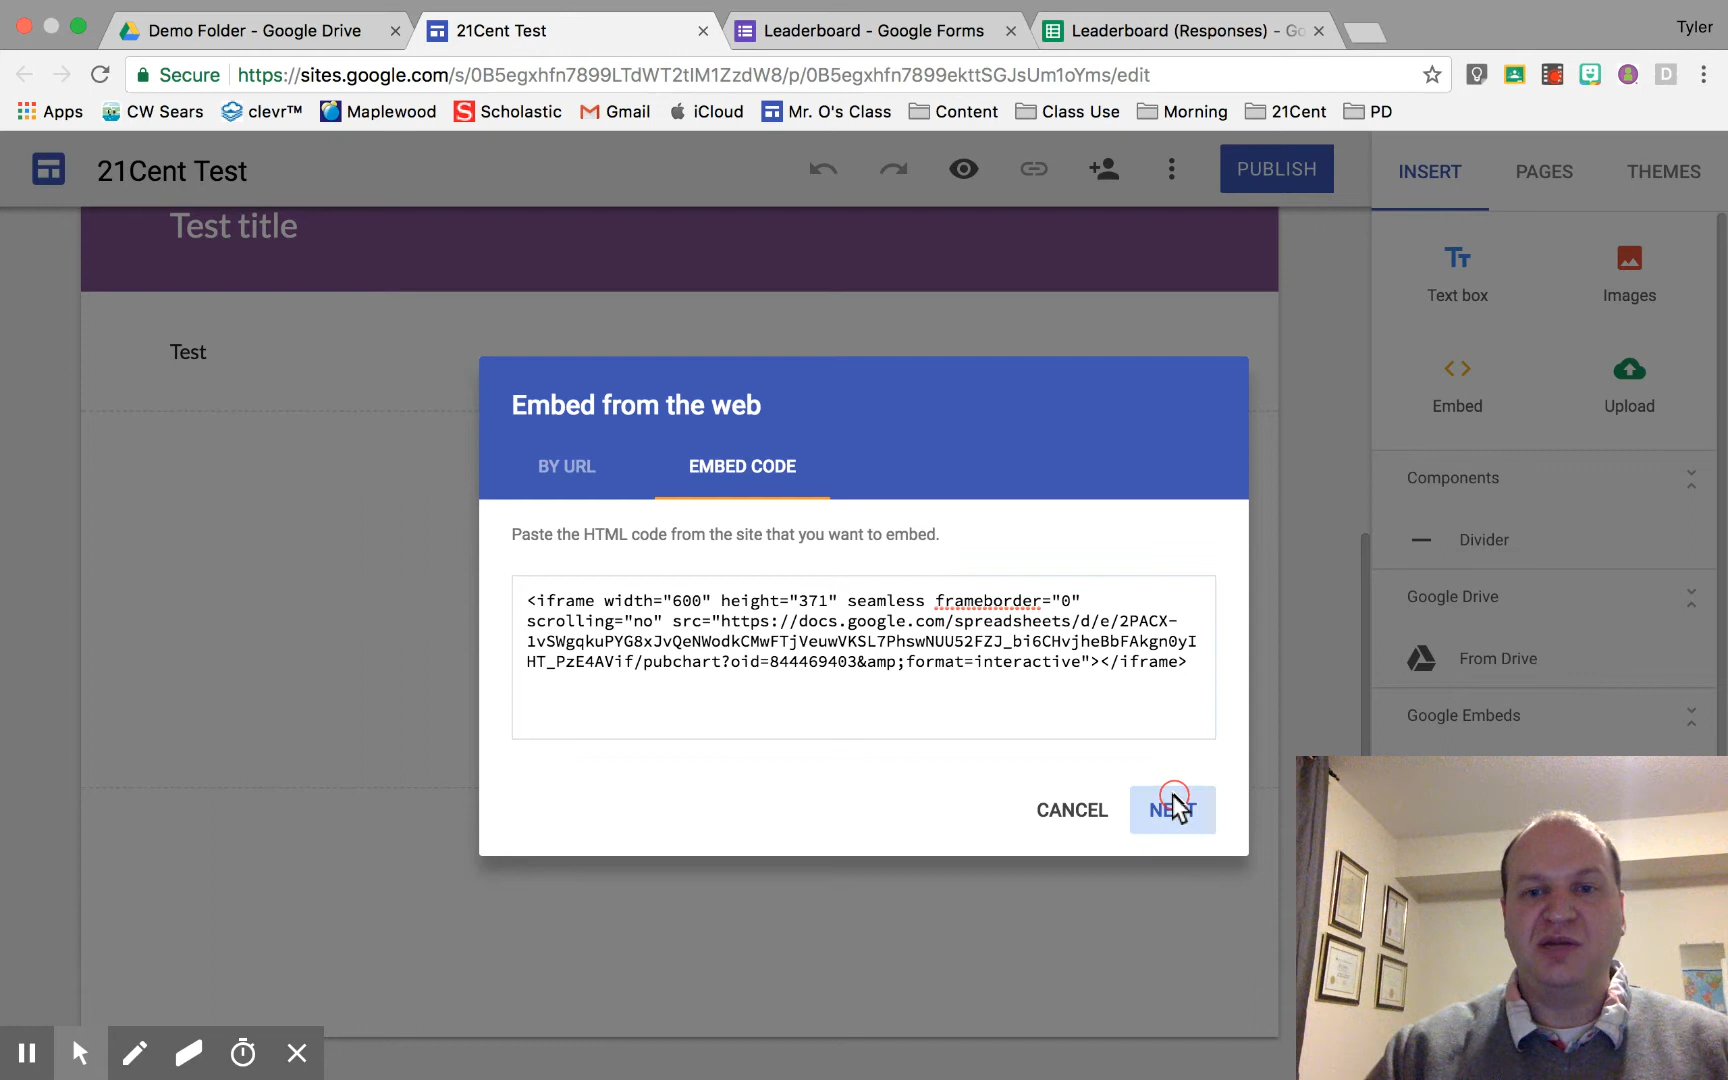 Demo Folder - Google Drive
21Cent Test
Leaderboard - Google Forms
Leaderboard (Responses) - Go
Tyler
Secure
https://sites.google.com/s/0B5egxhfn7899LTdWT2tIM1ZzdW8/p/0B5egxhfn7899ekttSGJsUm1oYms/edit
D
Apps
CW Sears
clevr™
Maplewood
S Scholastic
Gmail
iCloud
Mr. O's Class
Content
Class Use
Morning
21Cent
PD
21Cent Test
PUBLISH
INSERT
PAGES
THEMES
Test title
Test
Tт
Text box
Images
Embed
Upload
Components
Divider
Google Drive
From Drive
Google Embeds
Embed from the web
BY URL
EMBED CODE
Paste the HTML code from the site that you want to embed.
<iframe width="600" height="371" seamless frameborder="0"
scrolling="no" src="https://docs.google.com/spreadsheets/d/e/2PACX-
1vSWgqkuPYG8xJvQeNWodkCMwFTjVeuwVKSL7PhswNUU52FZJ_bi6CHvjheBbFAkgn0yI
HT_PzE4AVif/pubchart?oid=844469403&amp;format=interactive"></iframe>
CANCEL
NEXT